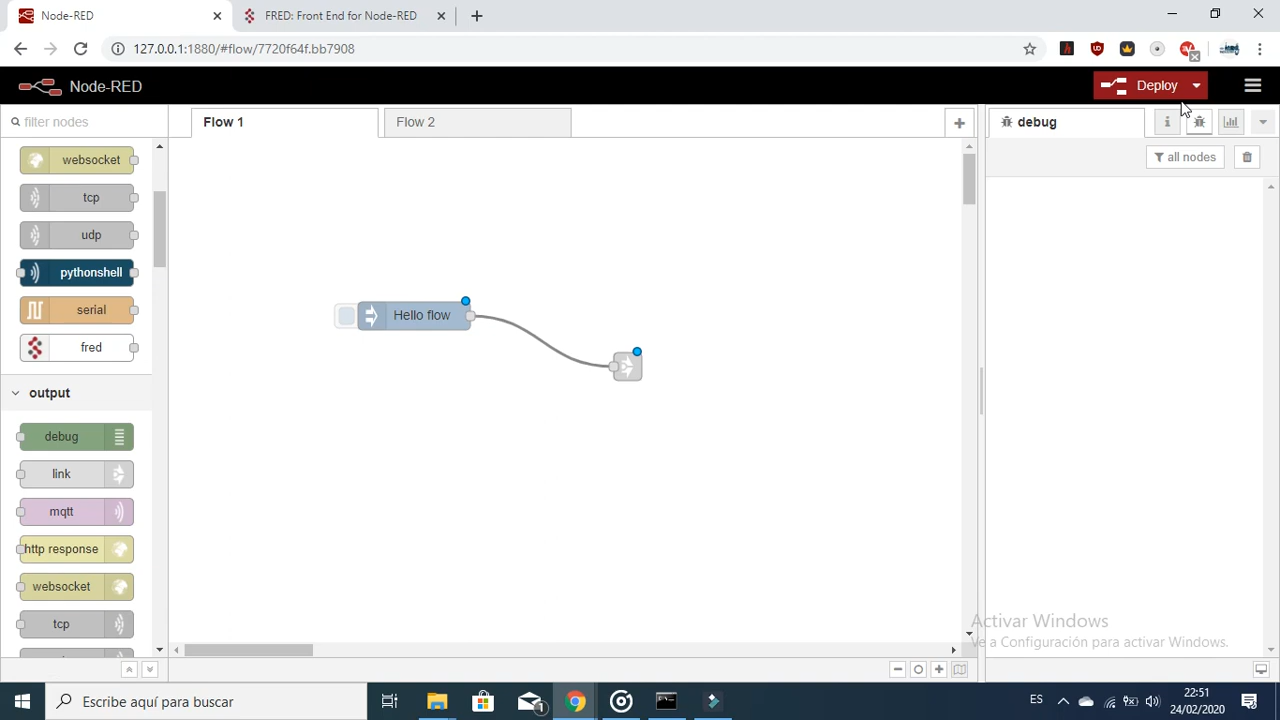 Node-RED
FRED: Front End for Node-RED
127.0.0.1:1880/#flow/7720f64f.bb7908
Node-RED
Deploy
filter nodes
Flow 1
Flow 2
debug
i
all nodes
websocket
tcp
udp
pythonshell
serial
fred
output
debug
link
mqtt
http response
websocket
tcp
Hello flow
Activar Windows
Ve a Configuración para activar Windows.
Escribe aquí para buscar
1
ES
22:51
24/02/2020